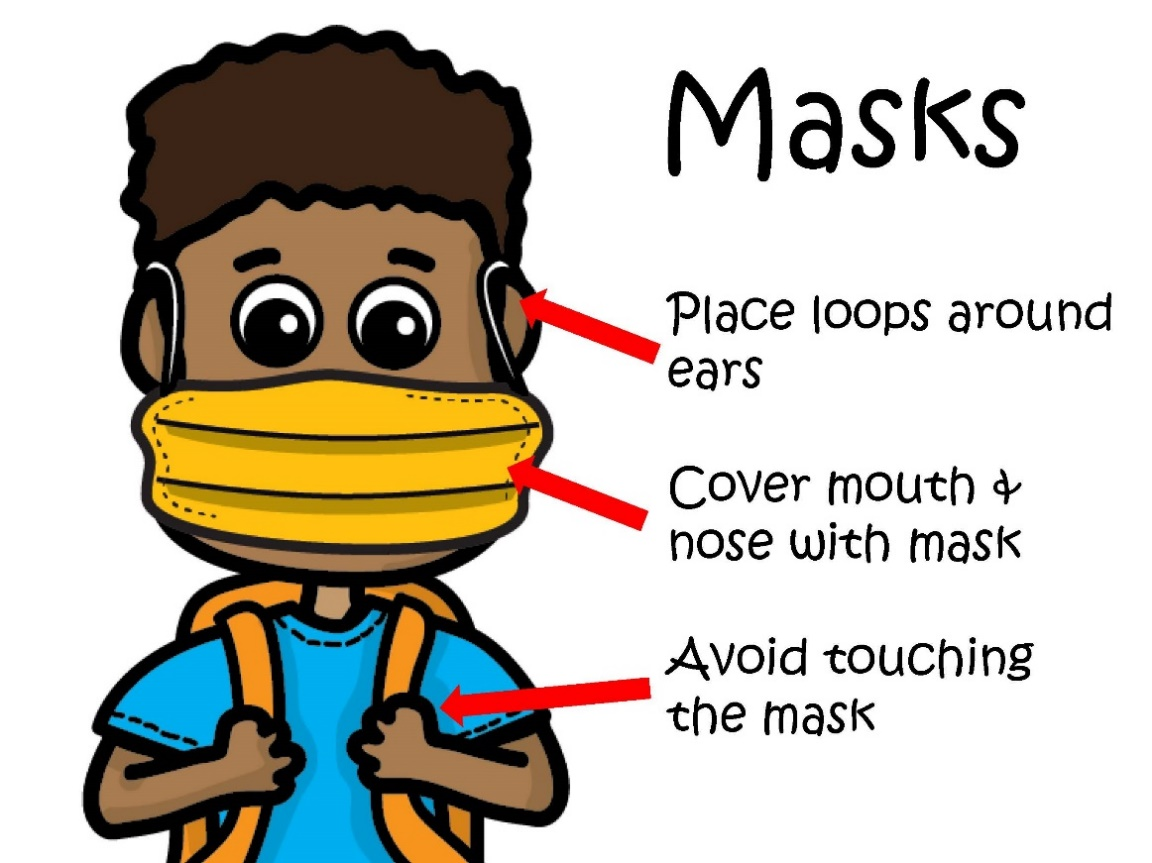 Masks
Place loops around
ears
Cover mouth &
nose with mask
Avoid touching
the mask